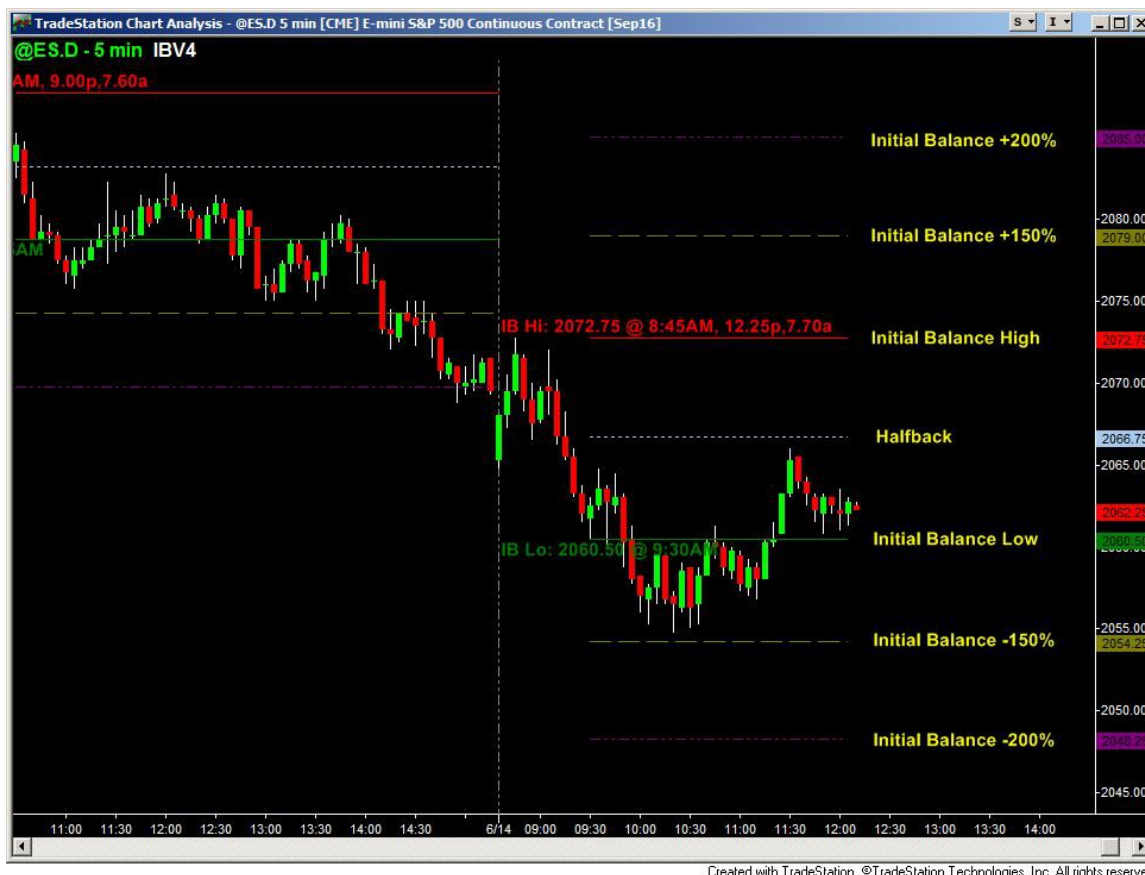 TradeStation Chart Analysis - @ES.D 5 min [CME] E-mini S&P 500 Continuous Contract [Sep16]
S I
@ES.D - 5 min IBV4
AM, 9.00p,7.60a
Initial Balance +200%
2085.00
2080.00
Initial Balance +150%
2079.00
AM
2075.00
IB Hi: 2072.75 @ 8:45AM, 12.25p,7.70a
Initial Balance High
2072.75
2070.00
Halfback
2066.75
2065.00
2062.25
Initial Balance Low
2060.50
2060.00
IB Lo: 2060.50 @ 9:30AM
2055.00
Initial Balance -150%
2054.25
2050.00
Initial Balance -200%
2048.25
2045.00
11:00 11:30 12:00 12:30 13:00 13:30 14:00 14:30 6/14 09:00 09:30 10:00 10:30 11:00 11:30 12:00 12:30 13:00 13:30 14:00
Created with TradeStation. ©TradeStation Technologies, Inc. All rights reserve